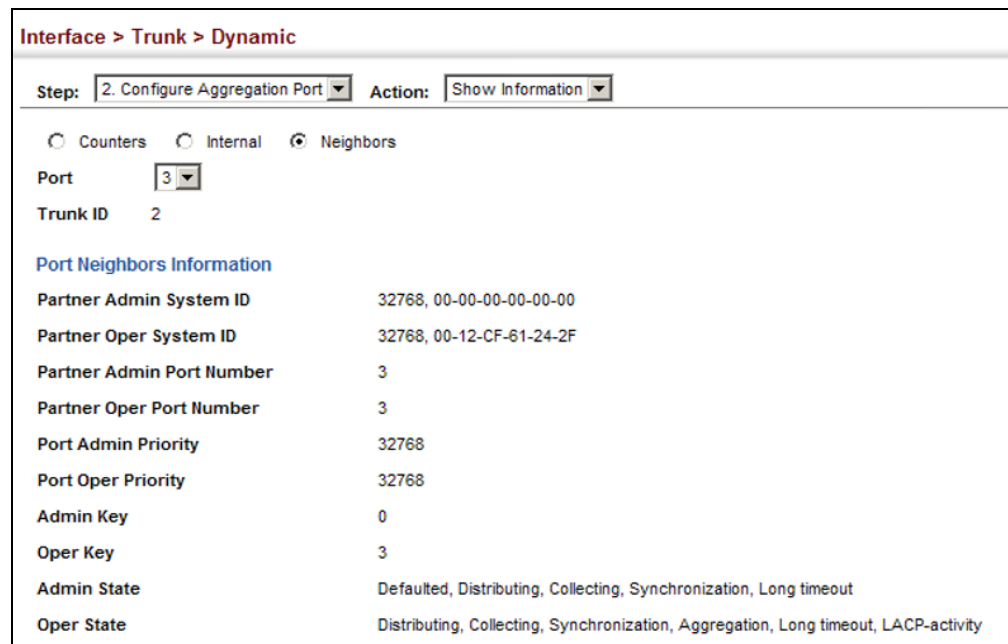 Interface > Trunk > Dynamic
Step: 2. Configure Aggregation Port Action: Show Information
Counters Internal Neighbors
Port 3
Trunk ID 2
Port Neighbors Information
Partner Admin System ID 32768, 00-00-00-00-00-00
Partner Oper System ID 32768, 00-12-CF-61-24-2F
Partner Admin Port Number 3
Partner Oper Port Number 3
Port Admin Priority 32768
Port Oper Priority 32768
Admin Key 0
Oper Key 3
Admin State Defaulted, Distributing, Collecting, Synchronization, Long timeout
Oper State Distributing, Collecting, Synchronization, Aggregation, Long timeout, LACP-activity